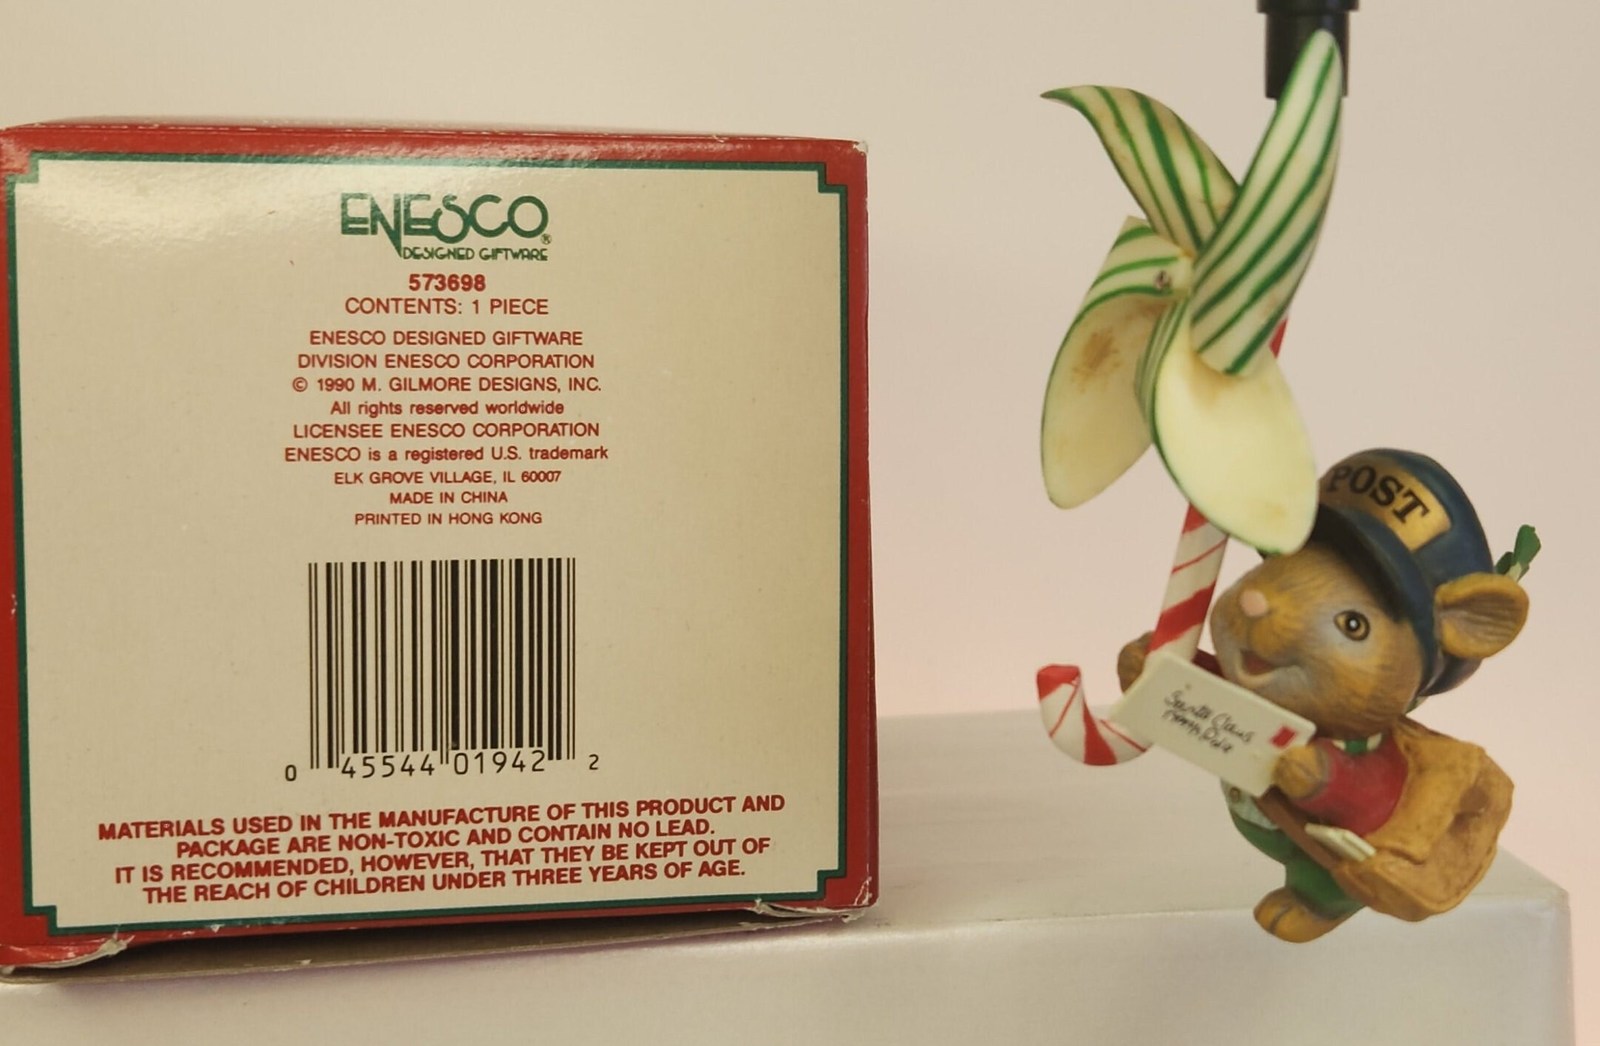 ENESCO®
DESIGNED GIFTWARE
573698
CONTENTS: 1 PIECE
ENESCO DESIGNED GIFTWARE
DIVISION ENESCO CORPORATION
© 1990 M. GILMORE DESIGNS, INC.
All rights reserved worldwide
LICENSEE ENESCO CORPORATION
ENESCO is a registered U.S. trademark
ELK GROVE VILLAGE, IL 60007
MADE IN CHINA
PRINTED IN HONG KONG
0 45544 01942 2
MATERIALS USED IN THE MANUFACTURE OF THIS PRODUCT AND
PACKAGE ARE NON-TOXIC AND CONTAIN NO LEAD.
IT IS RECOMMENDED, HOWEVER, THAT THEY BE KEPT OUT OF
THE REACH OF CHILDREN UNDER THREE YEARS OF AGE.
POST
Santa Claus